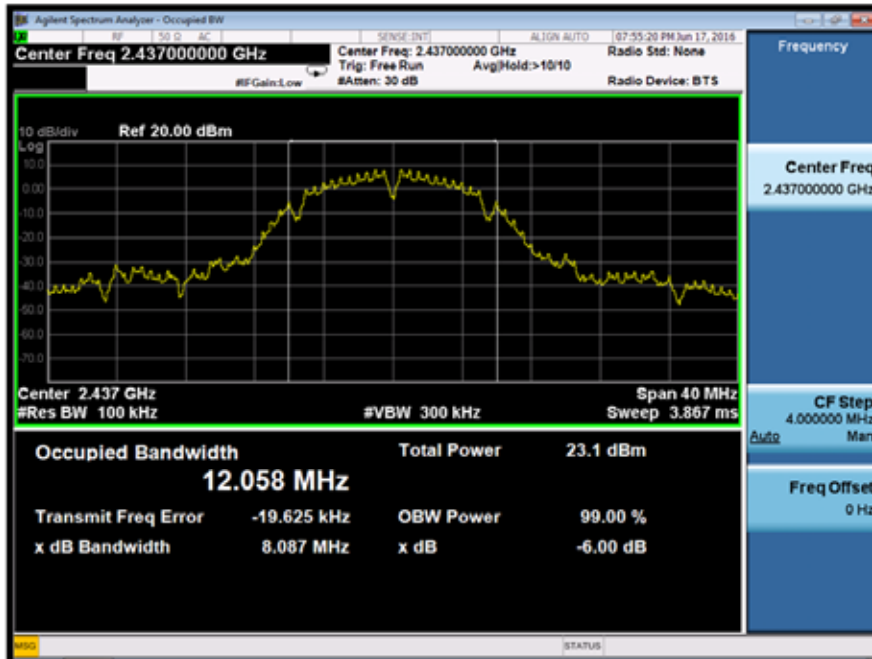 Agilent Spectrum Analyzer - Occupied BW
RF 50 Ω AC SENSE:INT ALIGN AUTO 07:55:20 PM Jun 17, 2016
Center Freq 2.437000000 GHz
Center Freq: 2.437000000 GHz Radio Std: None
Trig: Free Run Avg|Hold:>10/10
#IFGain:Low #Atten: 30 dB Radio Device: BTS
10 dB/div Ref 20.00 dBm
Log
10.0
0.00
-10.0
-20.0
-30.0
-40.0
-50.0
-60.0
-70.0
Center 2.437 GHz Span 40 MHz
#Res BW 100 kHz #VBW 300 kHz Sweep 3.867 ms
Occupied Bandwidth Total Power 23.1 dBm
12.058 MHz
Transmit Freq Error -19.625 kHz OBW Power 99.00 %
x dB Bandwidth 8.087 MHz x dB -6.00 dB
MSG STATUS
Frequency
Center Freq
2.437000000 GHz
CF Step
4.000000 MHz
Auto Man
Freq Offset
0 Hz